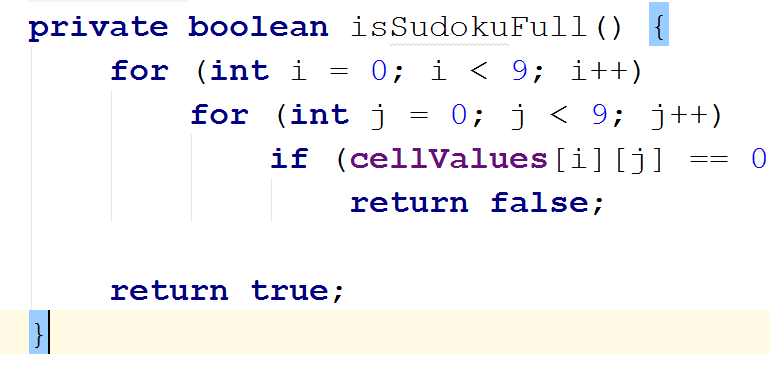 private boolean isSudokuFull() {
for (int i = 0; i < 9; i++)
for (int j = 0; j < 9; j++)
if (cellValues[i][j] == 0
return false;
return true;
}